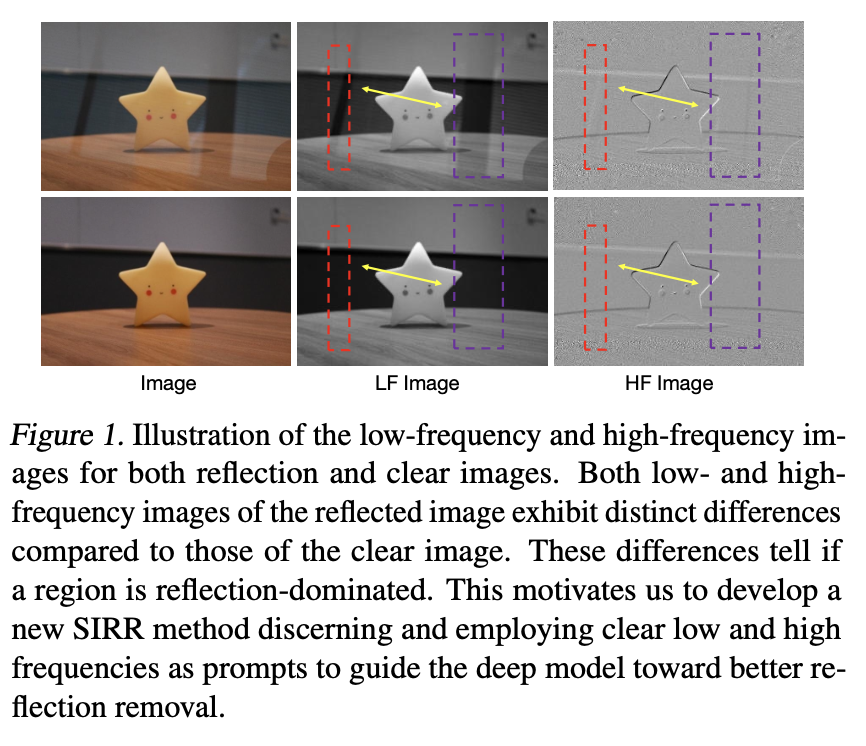 Image
LF Image
HF Image
Figure 1. Illustration of the low-frequency and high-frequency im-
ages for both reflection and clear images. Both low- and high-
frequency images of the reflected image exhibit distinct differences
compared to those of the clear image. These differences tell if
a region is reflection-dominated. This motivates us to develop a
new SIRR method discerning and employing clear low and high
frequencies as prompts to guide the deep model toward better re-
flection removal.